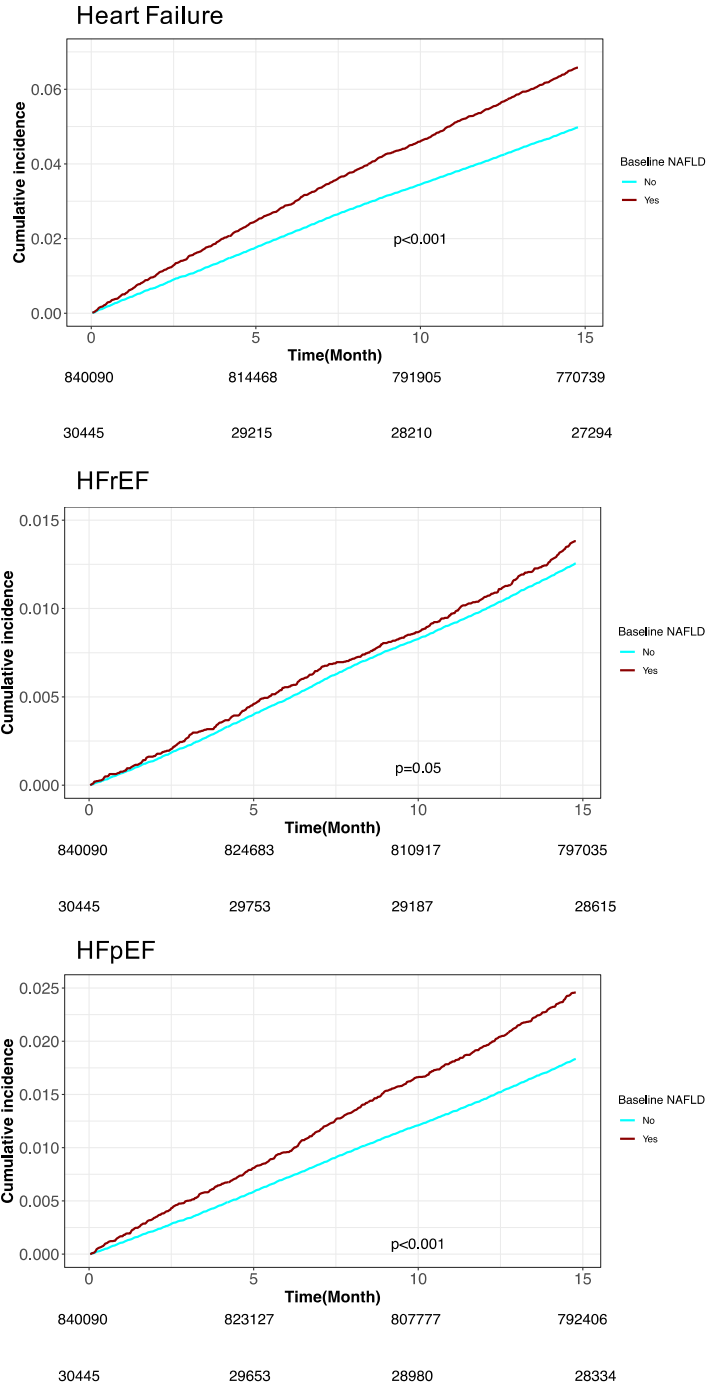 Heart Failure
Cumulative incidence
0.06
0.04
0.02
0.00
p<0.001
Baseline NAFLD
No
Yes
0 5 10 15
Time(Month)
840090 814468 791905 770739
30445 29215 28210 27294
HFrEF
Cumulative incidence
0.015
0.010
0.005
0.000
p=0.05
Baseline NAFLD
No
Yes
0 5 10 15
Time(Month)
840090 824683 810917 797035
30445 29753 29187 28615
HFpEF
Cumulative incidence
0.025
0.020
0.015
0.010
0.005
0.000
p<0.001
Baseline NAFLD
No
Yes
0 5 10 15
Time(Month)
840090 823127 807777 792406
30445 29653 28980 28334